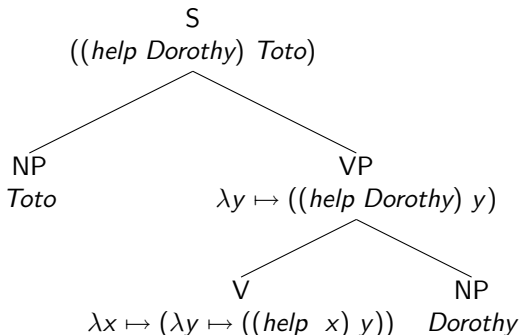 S
((help Dorothy) Toto)
NP
VP
Toto
λy ↦ ((help Dorothy) y)
V
NP
λx ↦ (λy ↦ ((help x) y))
Dorothy